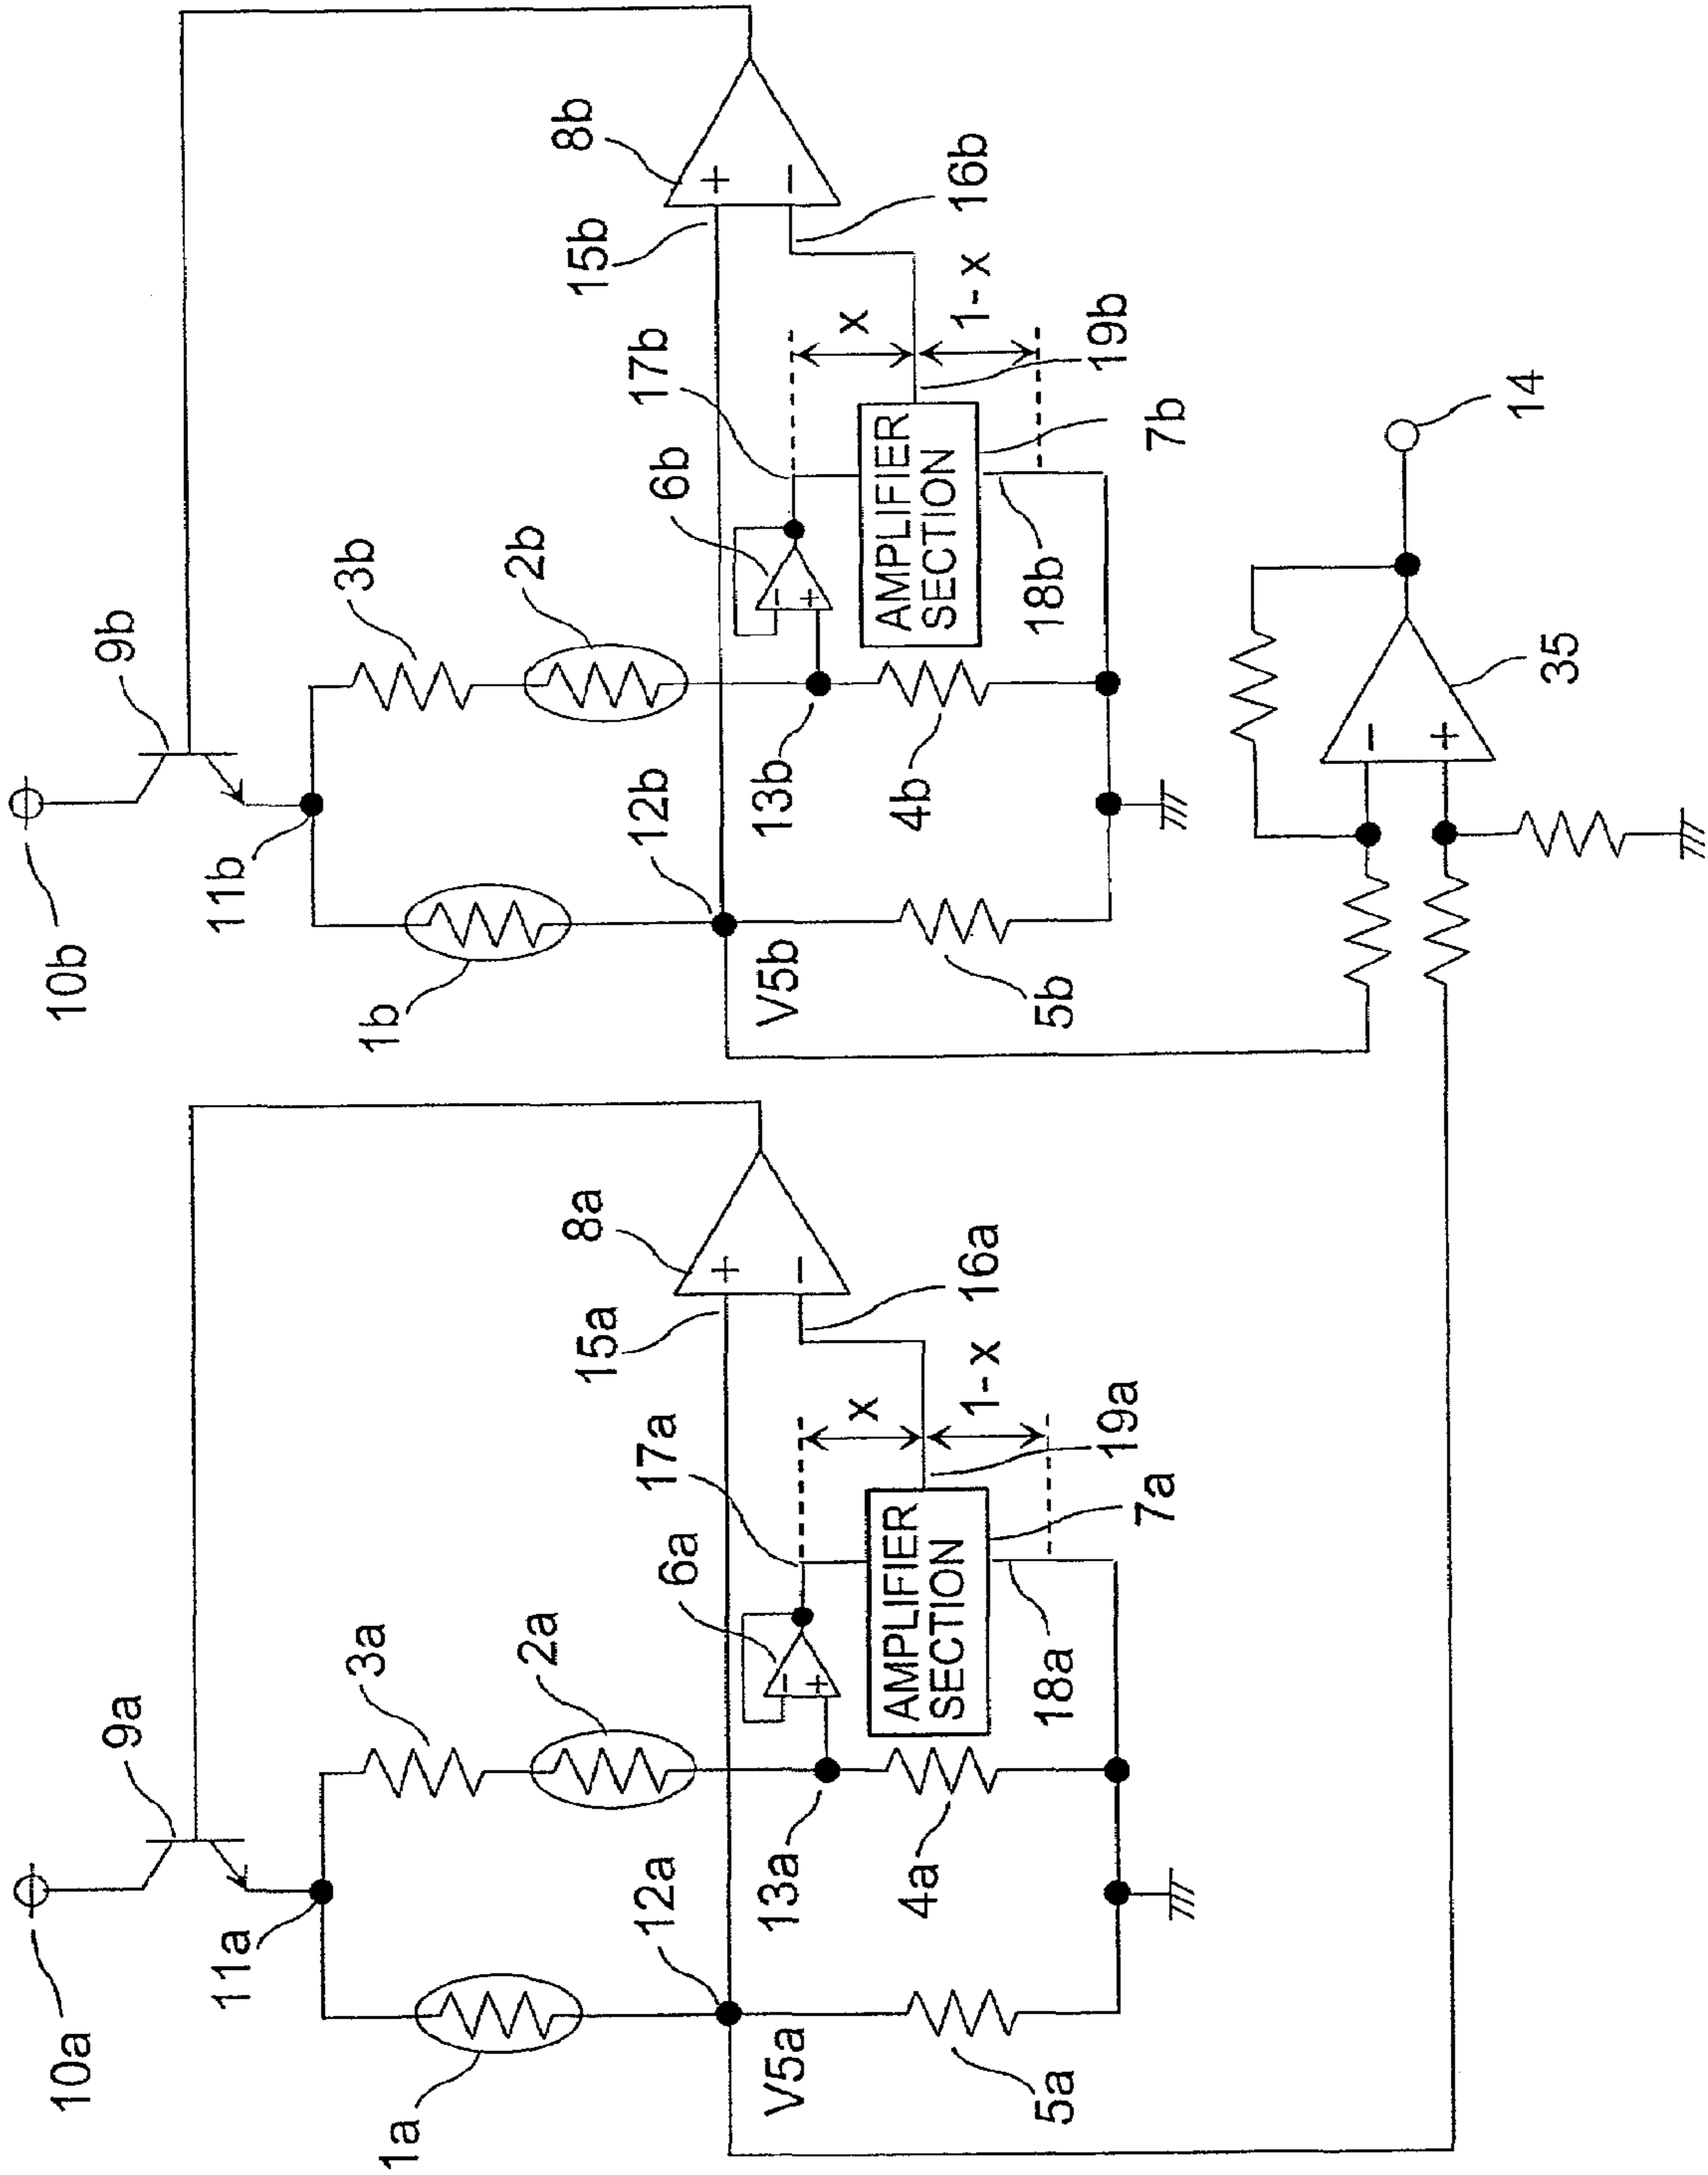 10a
9a
11a
3a
1a
2a
12a
V5a
13a
6a
17a
15a
8a
+
−
−
+
16a
x
1-x
19a
AMPLIFIER
SECTION
7a
18a
4a
5a
10b
9b
11b
3b
1b
2b
12b
V5b
13b
6b
17b
15b
8b
+
−
−
+
16b
x
1-x
19b
AMPLIFIER
SECTION
7b
18b
4b
5b
−
+
35
14